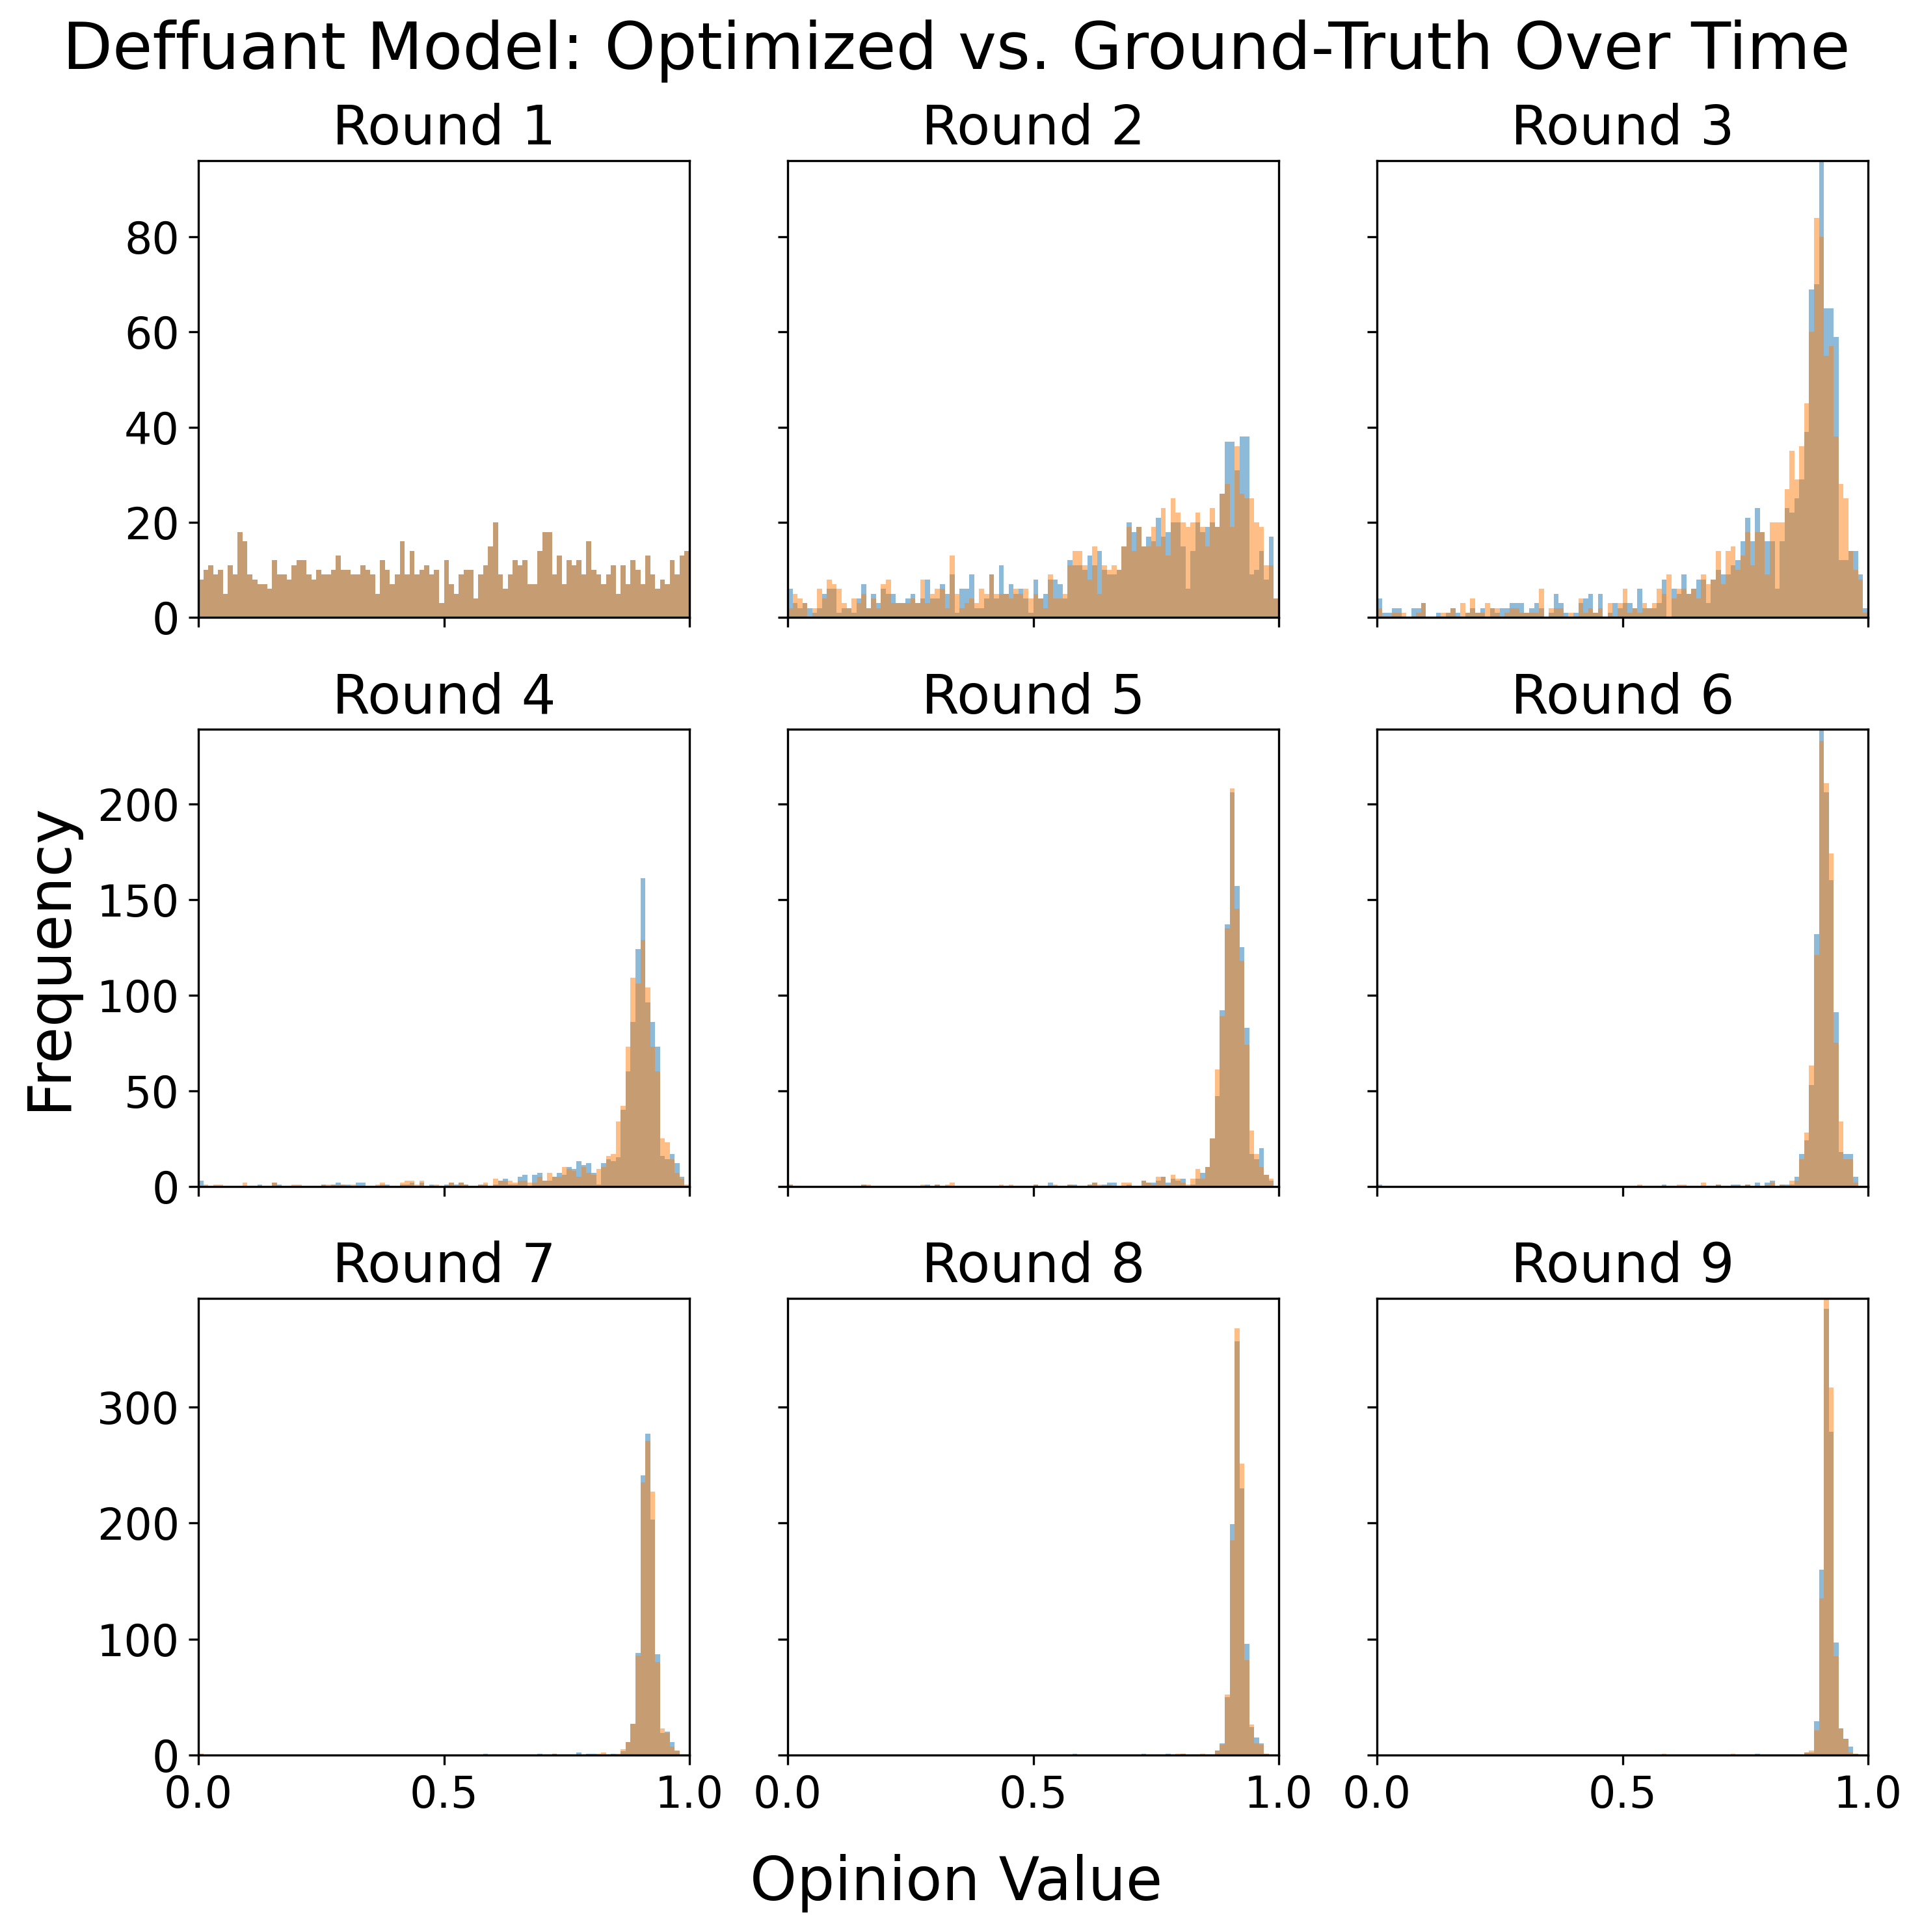 Deffuant Model: Optimized vs. Ground-Truth Over Time
Round 1
Round 2
Round 3
80
60
40
20
0
Round 4
Round 5
Round 6
Frequency
200
150
100
50
0
Round 7
Round 8
Round 9
300
200
100
0
0.0 0.5 1.0 0.0 0.5 1.0 0.0 0.5 1.0
Opinion Value